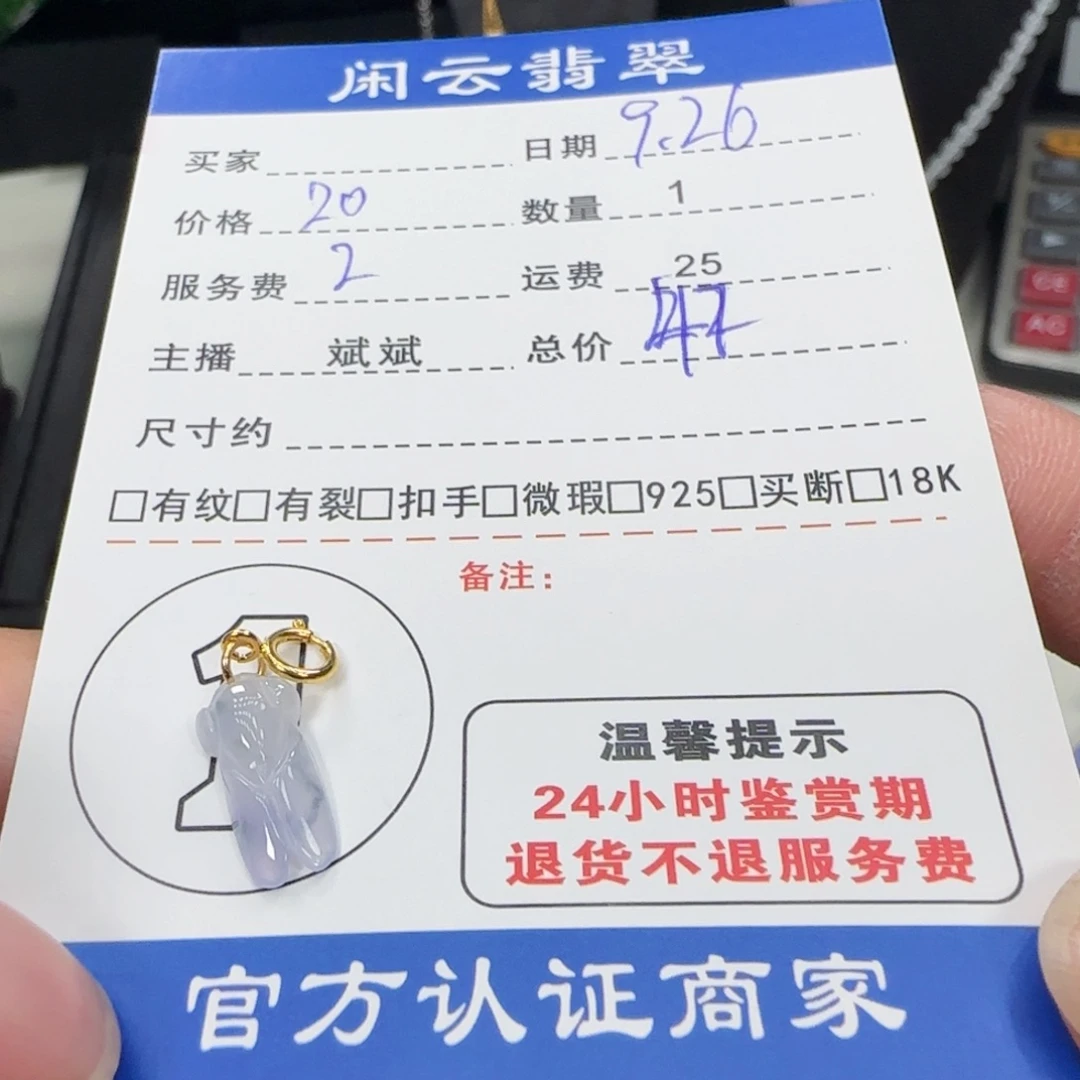 闲云翡翠
买家 日期 9.26
价格 20 数量 1
服务费 2 运费 25
主播 斌斌 总价 47
尺寸约
□有纹□有裂□扣手□微瑕□925□买断□18K
备注：
温馨提示
24小时鉴赏期
退货不退服务费
官方认证商家
CE
AC